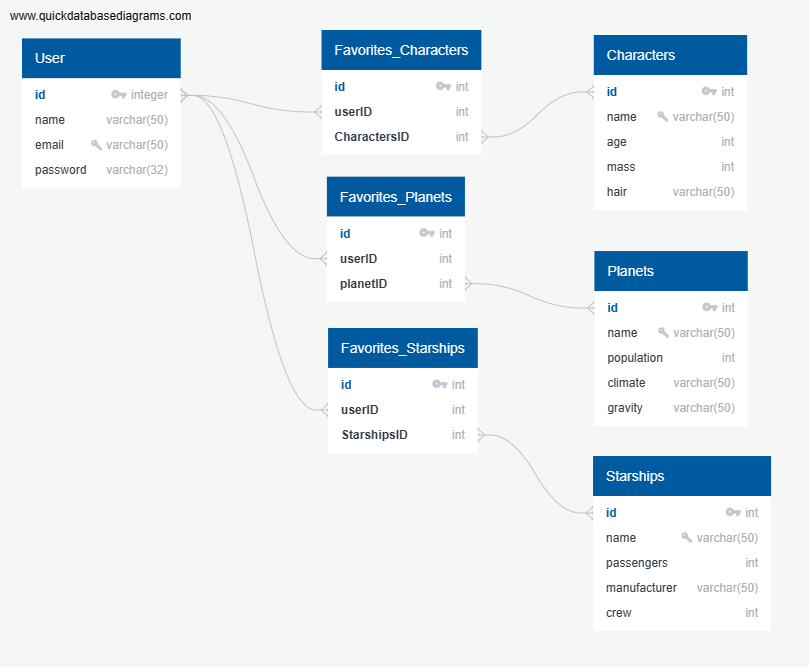 www.quickdatabasediagrams.com
User
id integer
name varchar(50)
email varchar(50)
password varchar(32)
Favorites_Characters
id int
userID int
CharactersID int
Favorites_Planets
id int
userID int
planetID int
Favorites_Starships
id int
userID int
StarshipsID int
Characters
id int
name varchar(50)
age int
mass int
hair varchar(50)
Planets
id int
name varchar(50)
population int
climate varchar(50)
gravity varchar(50)
Starships
id int
name varchar(50)
passengers int
manufacturer varchar(50)
crew int